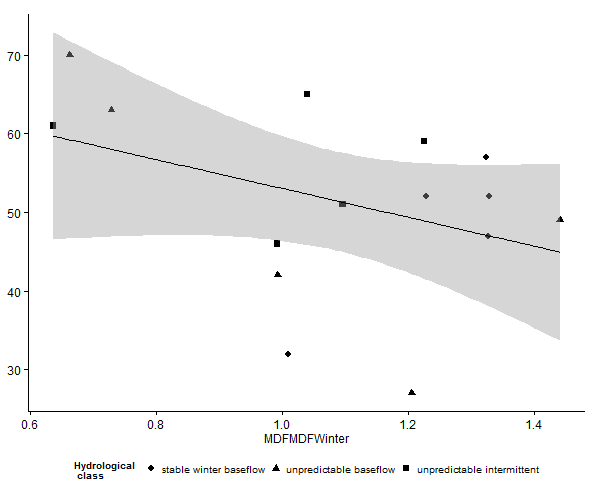 70
60
50
40
30
0.6 0.8 1.0 1.2 1.4
MDFMDFWinter
Hydrological
class
stable winter baseflow unpredictable baseflow unpredictable intermittent